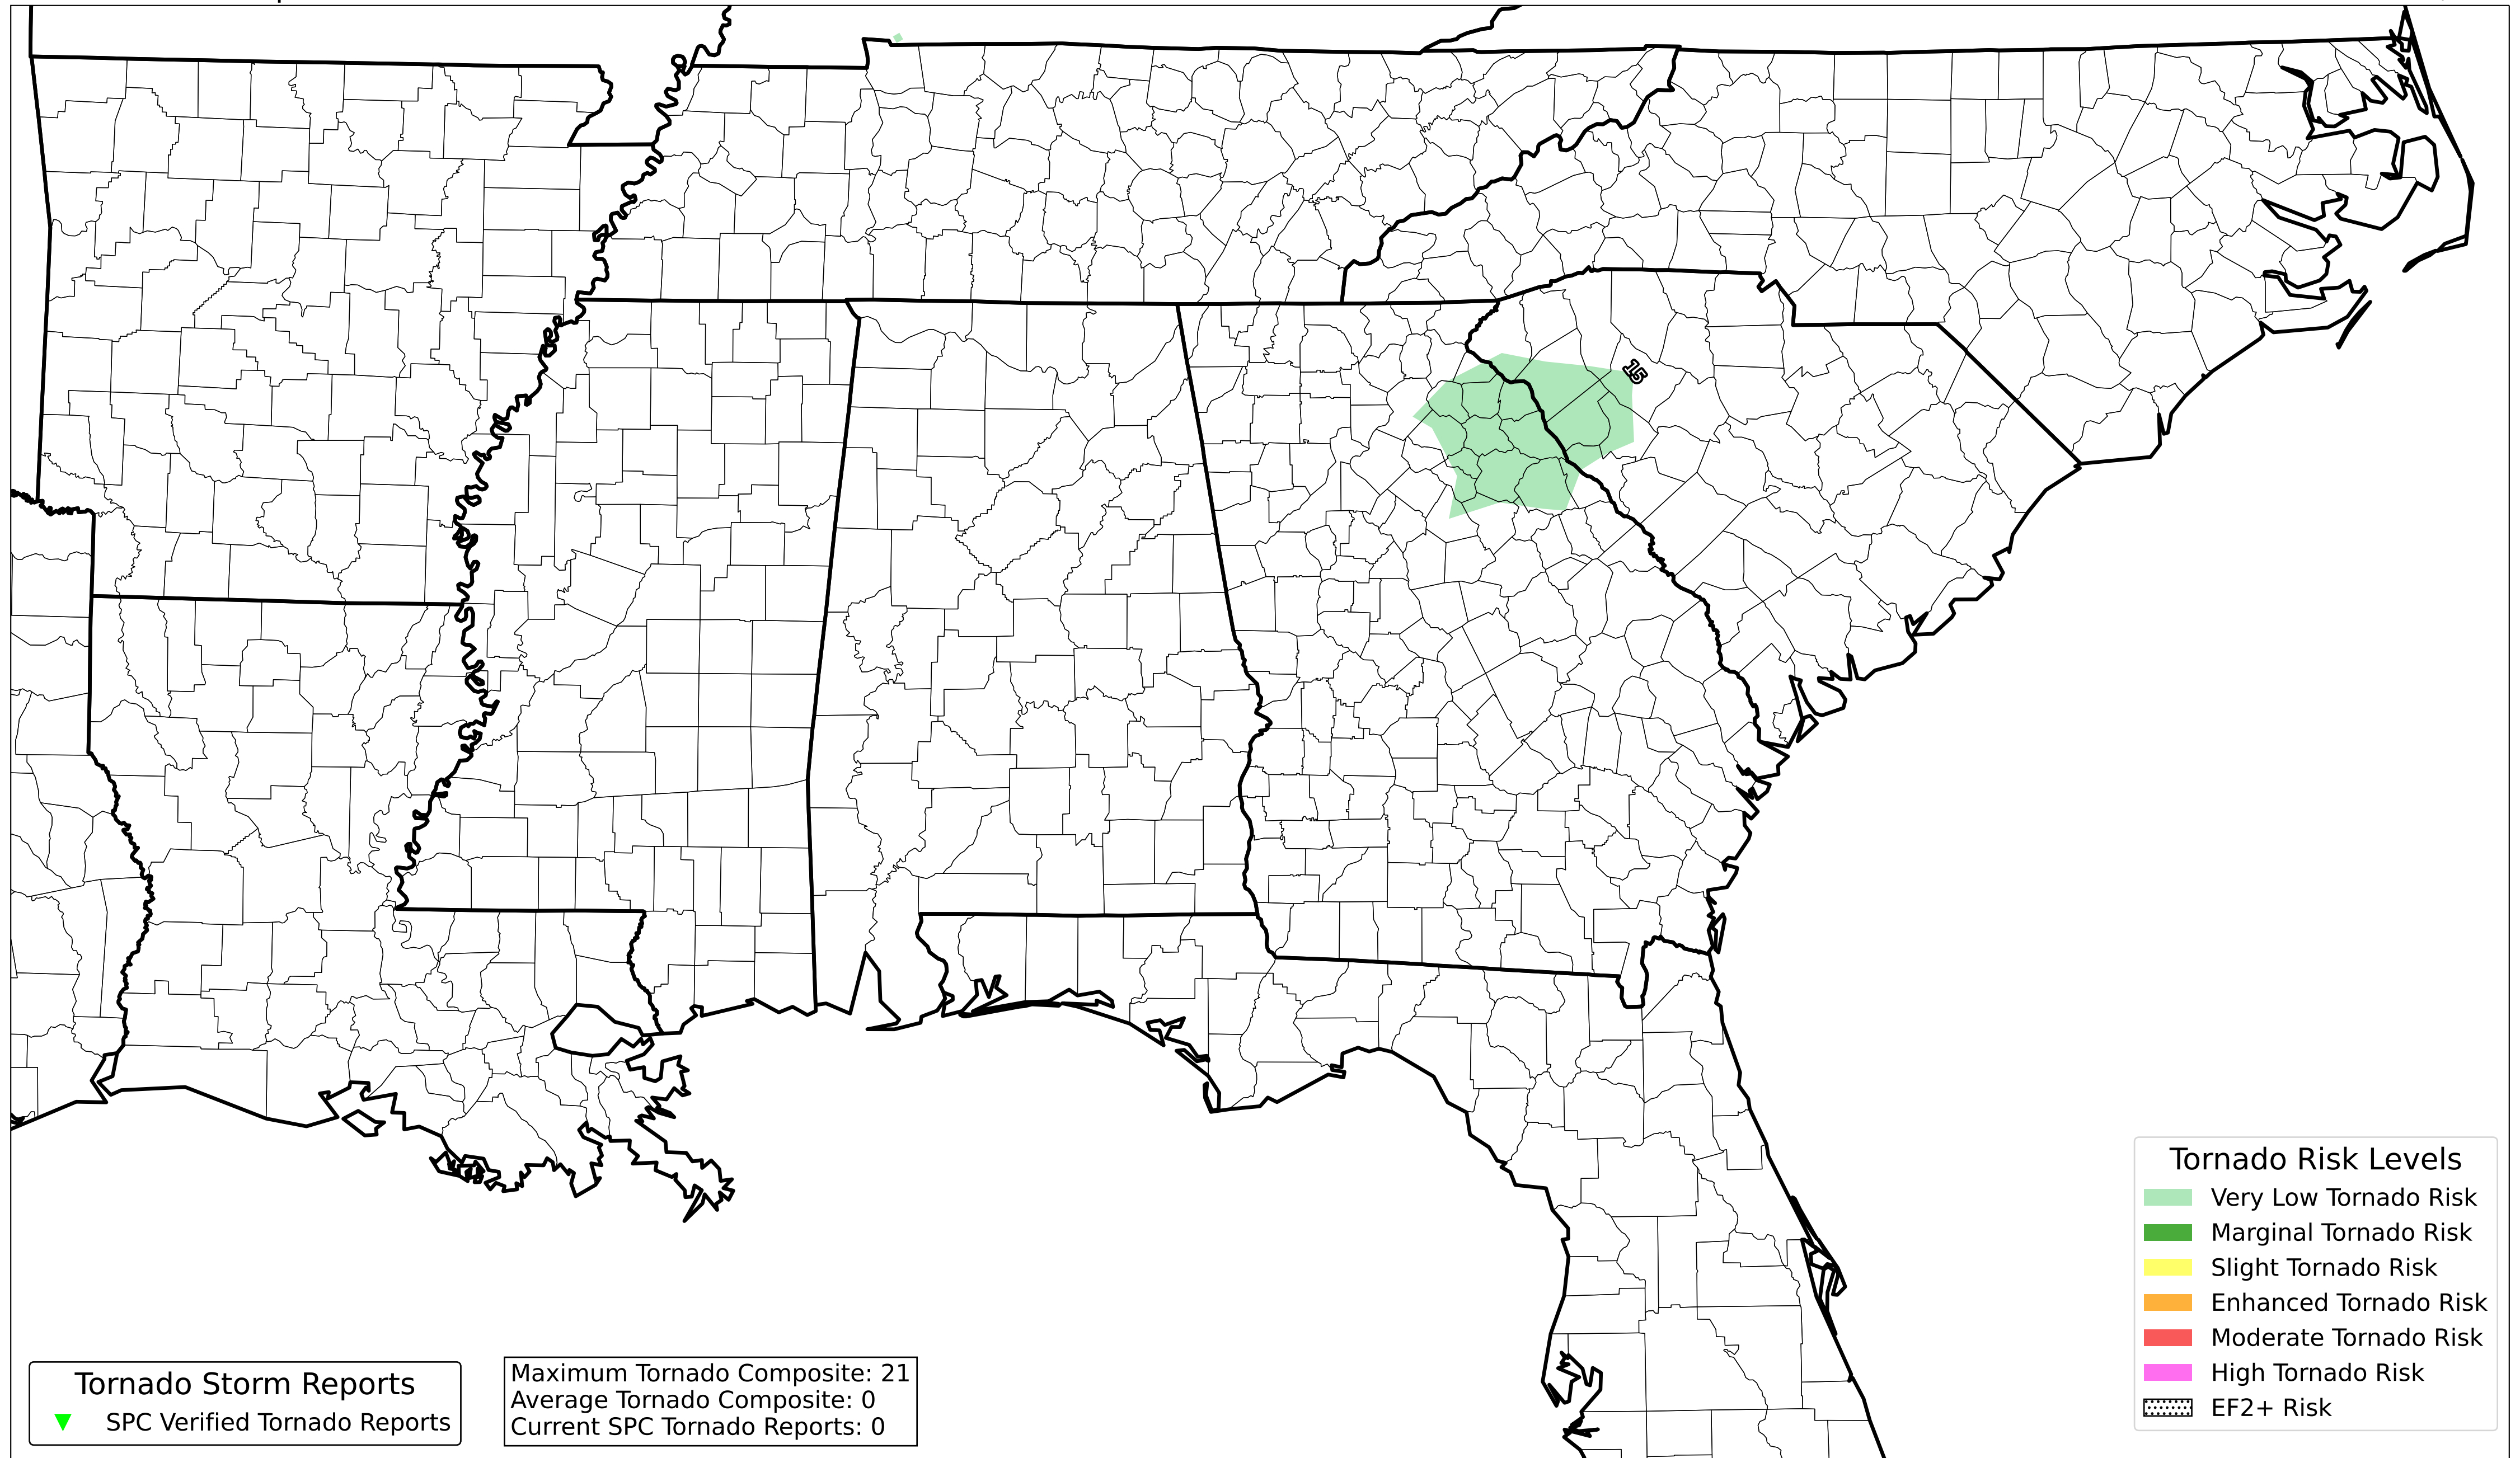 15
Tornado Risk Levels
Very Low Tornado Risk
Marginal Tornado Risk
Slight Tornado Risk
Enhanced Tornado Risk
Moderate Tornado Risk
High Tornado Risk
EF2+ Risk
Tornado Storm Reports
SPC Verified Tornado Reports
Maximum Tornado Composite: 21
Average Tornado Composite: 0
Current SPC Tornado Reports: 0